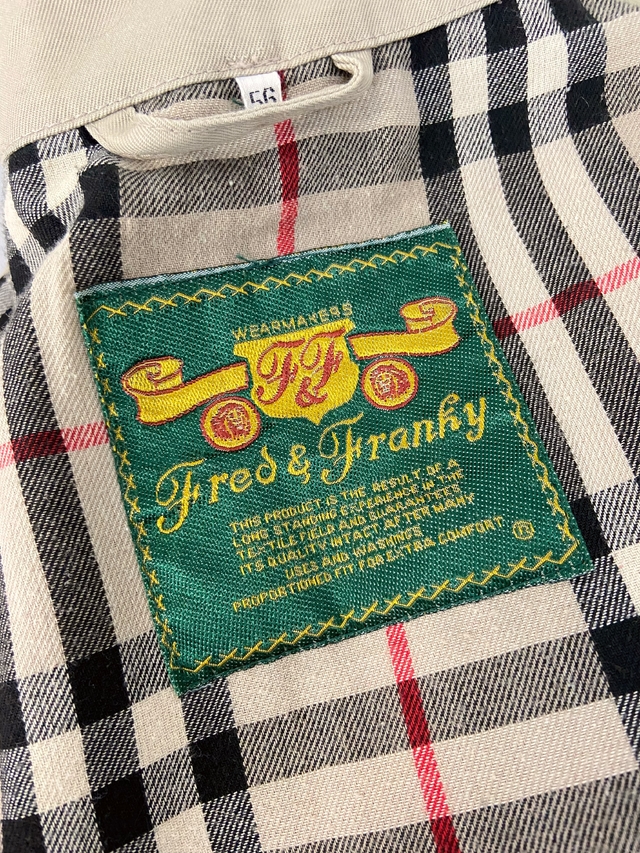 56
WEARMAKERS
F&F
Fred & Franky
THIS PRODUCT IS THE RESULT OF A
LONG STANDING EXPERIENCE IN THE
TEXTILE FIELD AND GUARANTEES
ITS QUALITY INTACT AFTER MANY
USES AND WASHINGS
PROPORTIONED FIT FOR EXTRA COMFORT ®